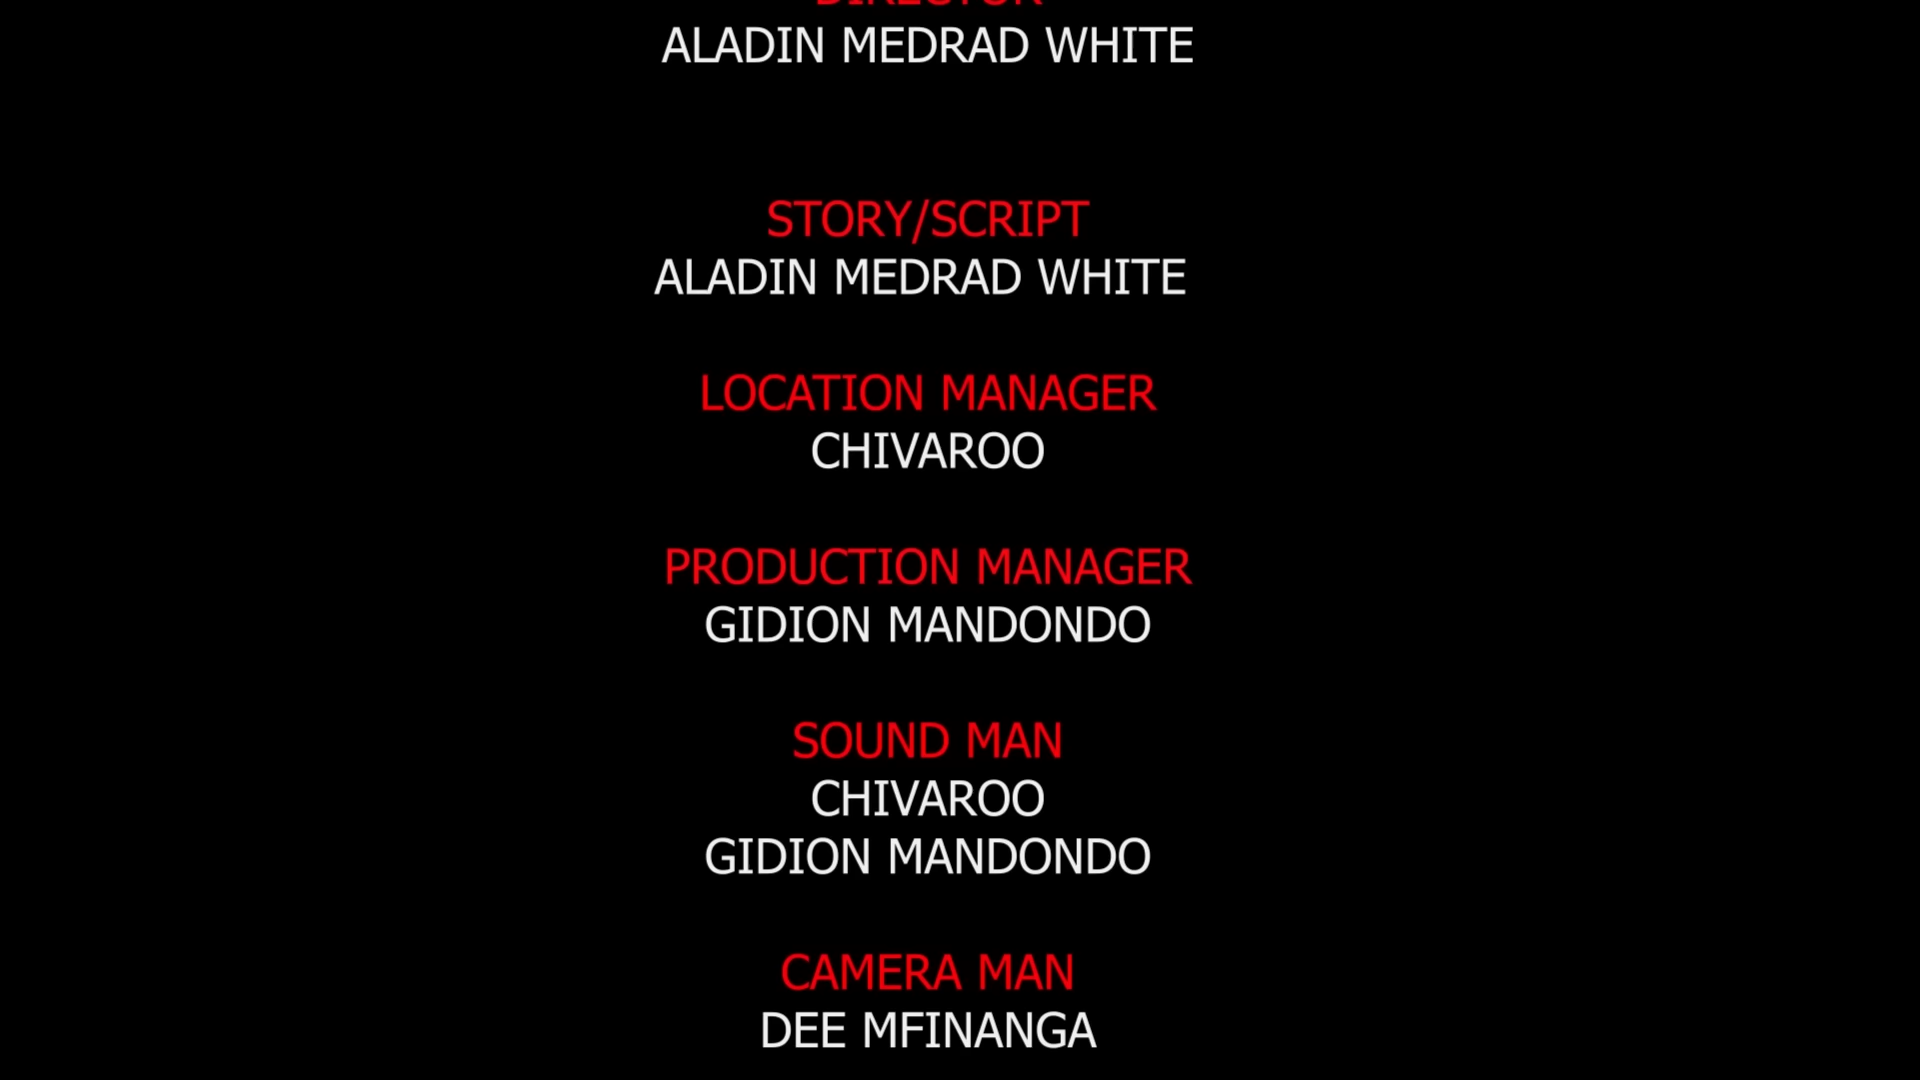 DIRECTOR
ALADIN MEDRAD WHITE
STORY/SCRIPT
ALADIN MEDRAD WHITE
LOCATION MANAGER
CHIVAROO
PRODUCTION MANAGER
GIDION MANDONDO
SOUND MAN
CHIVAROO
GIDION MANDONDO
CAMERA MAN
DEE MFINANGA